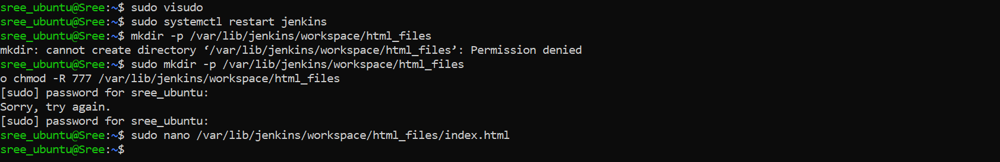 sree_ubuntu@Sree:~$ sudo visudo
sree_ubuntu@Sree:~$ sudo systemctl restart jenkins
sree_ubuntu@Sree:~$ mkdir -p /var/lib/jenkins/workspace/html_files
mkdir: cannot create directory ‘/var/lib/jenkins/workspace/html_files’: Permission denied
sree_ubuntu@Sree:~$ sudo mkdir -p /var/lib/jenkins/workspace/html_files
o chmod -R 777 /var/lib/jenkins/workspace/html_files
[sudo] password for sree_ubuntu:
Sorry, try again.
[sudo] password for sree_ubuntu:
sree_ubuntu@Sree:~$ sudo nano /var/lib/jenkins/workspace/html_files/index.html
sree_ubuntu@Sree:~$